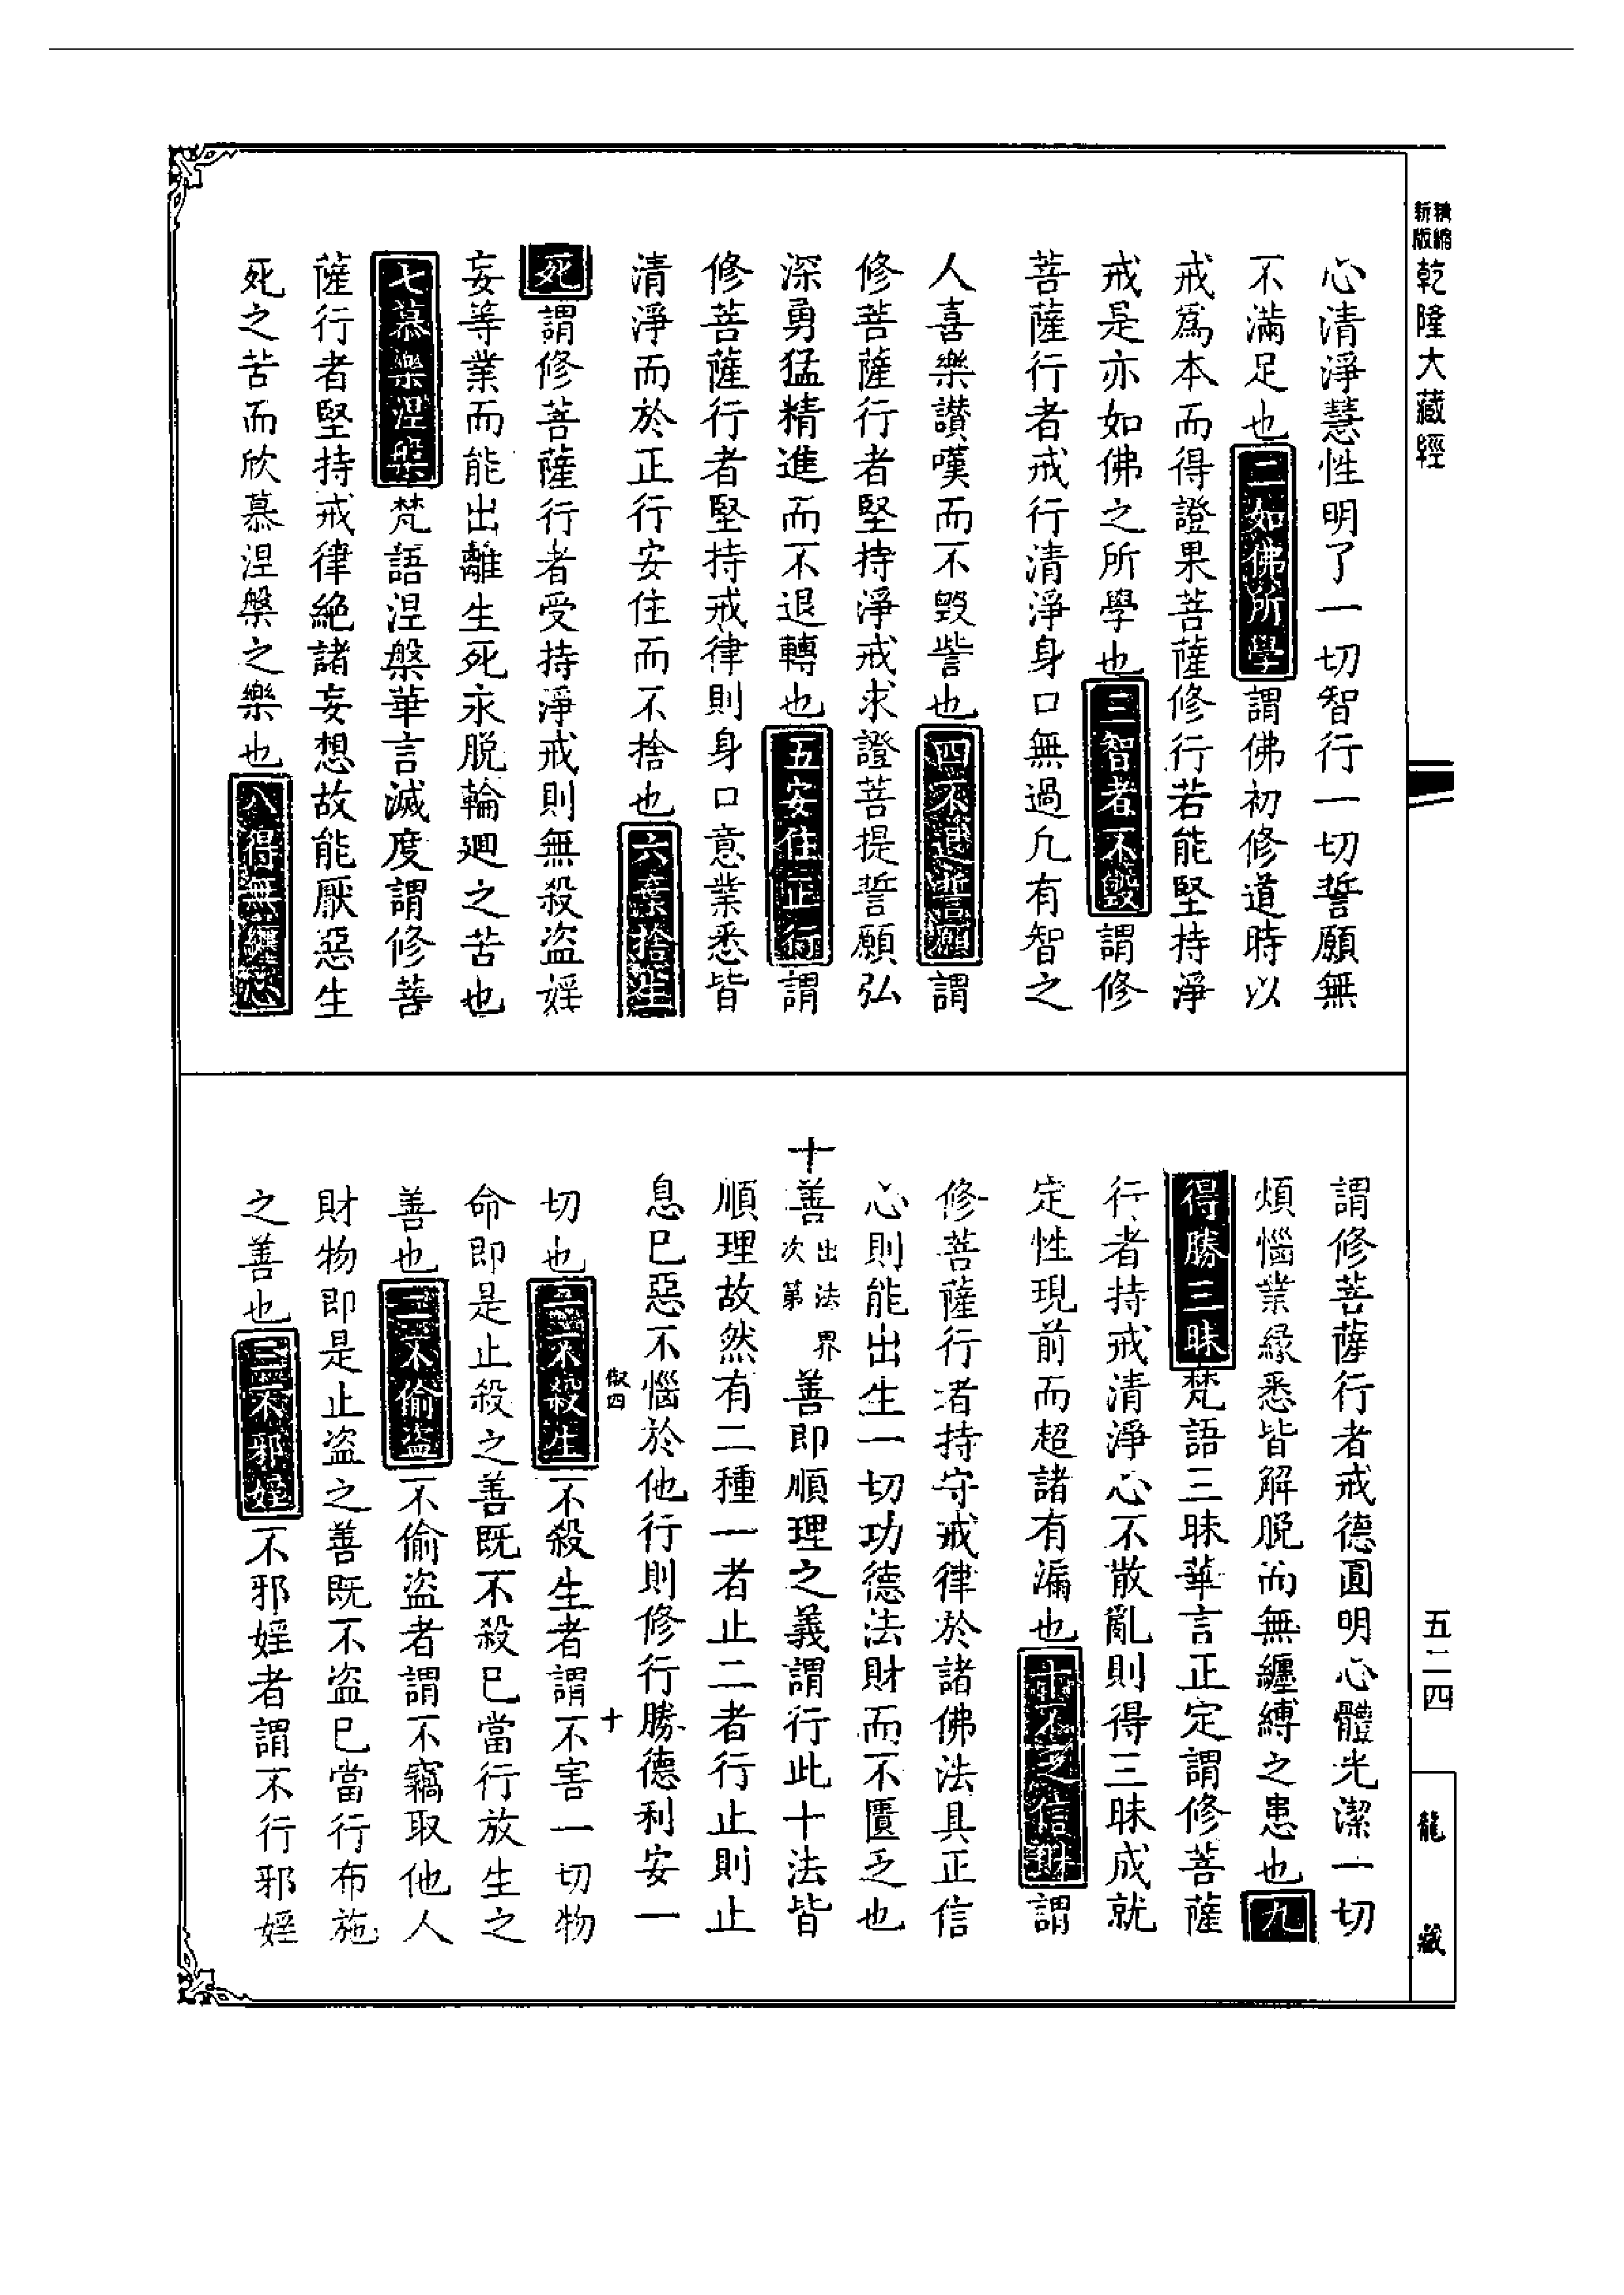 精縮
新版
乾隆大藏經
五二四
龍藏
心清淨慧性明了一切智行一切誓願無
不滿足也二如佛所學謂佛初修道時以
戒爲本而得證果菩薩修行若能堅持淨
戒是亦如佛之所學也三智者不毀謂修
菩薩行者戒行清淨身口無過凡有智之
人喜樂讃嘆而不毀訾也四不退誓願謂
修菩薩行者堅持淨戒求證菩提誓願弘
深勇猛精進而不退轉也五安住正行謂
修菩薩行者堅持戒律則身口意業悉皆
清淨而於正行安住而不捨也六棄捨生
死謂修菩薩行者受持淨戒則無殺盜婬
妄等業而能出離生死永脫輪迴之苦也
七慕樂涅槃梵語涅槃華言滅度謂修菩
薩行者堅持戒律絶諸妄想故能厭惡生
死之苦而欣慕涅槃之樂也八得無纏縛
謂修菩薩行者戒德圓明心體光潔一切
煩惱業緣悉皆解脫而無纏縛之患也九
得勝三昧梵語三昧華言正定謂修菩薩
行者持戒清淨心不散亂則得三昧成就
定性現前而超諸有漏也十不乏信財謂
修菩薩行者持守戒律於諸佛法具正信
心則能出生一切功德法財而不匱乏也
十善出法界次第善即順理之義謂行此十法皆
順理故然有二種一者止二者行止則止
息已惡不惱於他行則修行勝德利安一
切也一不殺生不殺生者謂不害一切物
命即是止殺之善既不殺已當行放生之
善也二不偷盜不偷盜者謂不竊取他人
財物即是止盜之善既不盜已當行布施
之善也三不邪婬不邪婬者謂不行邪婬
十